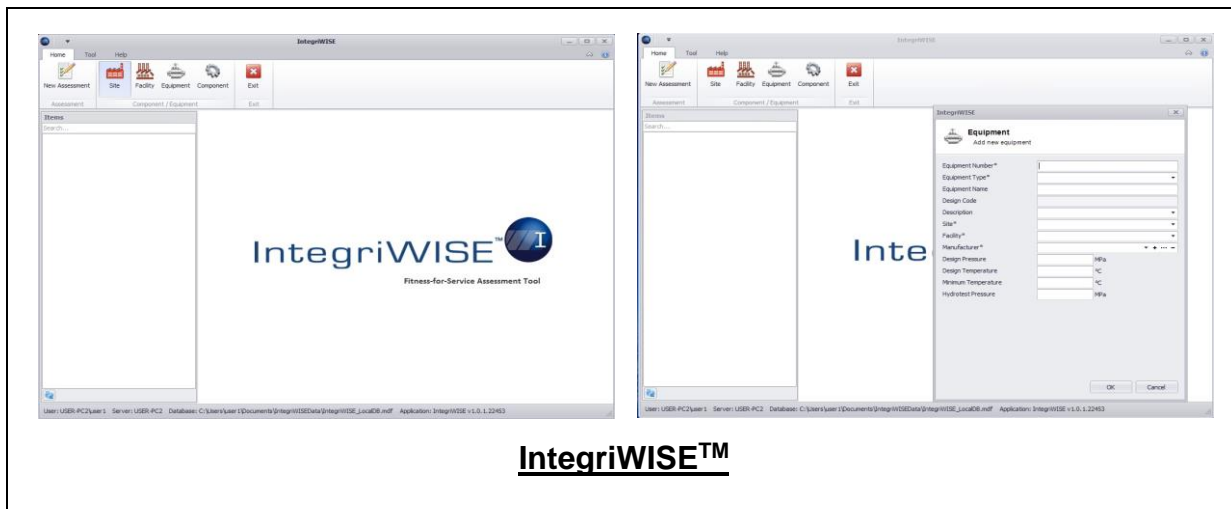 IntegriWISE
Home Tool Help
New Assessment Site Facility Equipment Component Exit
Assessment Component / Equipment Exit
Items
Search...
IntegriWISE™ I
Fitness-for-Service Assessment Tool
User: USER-PC2\user1 Server: USER-PC2 Database: C:\Users\user1\Documents\IntegriWISEData\IntegriWISE_LocalDB.mdf Application: IntegriWISE v1.0.1.22453
IntegriWISE
Home Tool Help
New Assessment Site Facility Equipment Component Exit
Assessment Component / Equipment Exit
Items
Search...
Inte
IntegriWISE
Equipment
Add new equipment
Equipment Number*
Equipment Type*
Equipment Name
Design Code
Description
Site*
Facility*
Manufacturer*
Design Pressure MPa
Design Temperature °C
Minimum Temperature °C
Hydrotest Pressure MPa
OK Cancel
User: USER-PC2\user1 Server: USER-PC2 Database: C:\Users\user1\Documents\IntegriWISEData\IntegriWISE_LocalDB.mdf Application: IntegriWISE v1.0.1.22453
IntegriWISE™